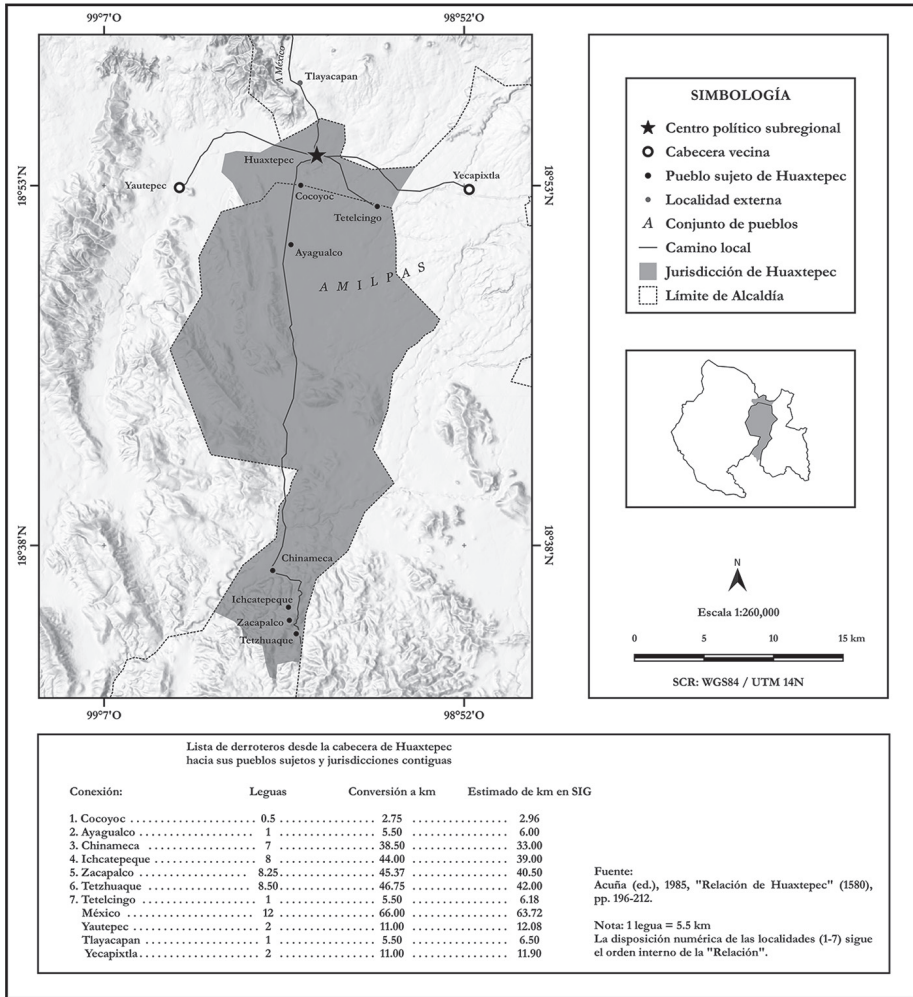 99°7'O
98°52'O
A México
Tlayacapan
Huaxtepec
Yautepec
Yecapixtla
18°53'N
18°53'N
Cocoyoc
Tetelcingo
Ayagualco
AMILPAS
18°38'N
18°38'N
Chinameca
Ichcatepeque
Zacapalco
Tetzhuaque
99°7'O
98°52'O
SIMBOLOGÍA
Centro político subregional
Cabecera vecina
Pueblo sujeto de Huaxtepec
Localidad externa
A Conjunto de pueblos
Camino local
Jurisdicción de Huaxtepec
Límite de Alcaldía
N
Escala 1:260,000
0 5 10 15 km
SCR: WGS84 / UTM 14N
Lista de derroteros desde la cabecera de Huaxtepec
hacia sus pueblos sujetos y jurisdicciones contiguas
Conexión: Leguas Conversión a km Estimado de km en SIG
1. Cocoyoc 0.5 2.75 2.96
2. Ayagualco 1 5.50 6.00
3. Chinameca 7 38.50 33.00
4. Ichcatepeque 8 44.00 39.00
5. Zacapalco 8.25 45.37 40.50
6. Tetzhuaque 8.50 46.75 42.00
7. Tetelcingo 1 5.50 6.18
México 12 66.00 63.72
Yautepec 2 11.00 12.08
Tlayacapan 1 5.50 6.50
Yecapixtla 2 11.00 11.90
Fuente:
Acuña (ed.), 1985, "Relación de Huaxtepec" (1580),
pp. 196-212.
Nota: 1 legua = 5.5 km
La disposición numérica de las localidades (1-7) sigue
el orden interno de la "Relación".